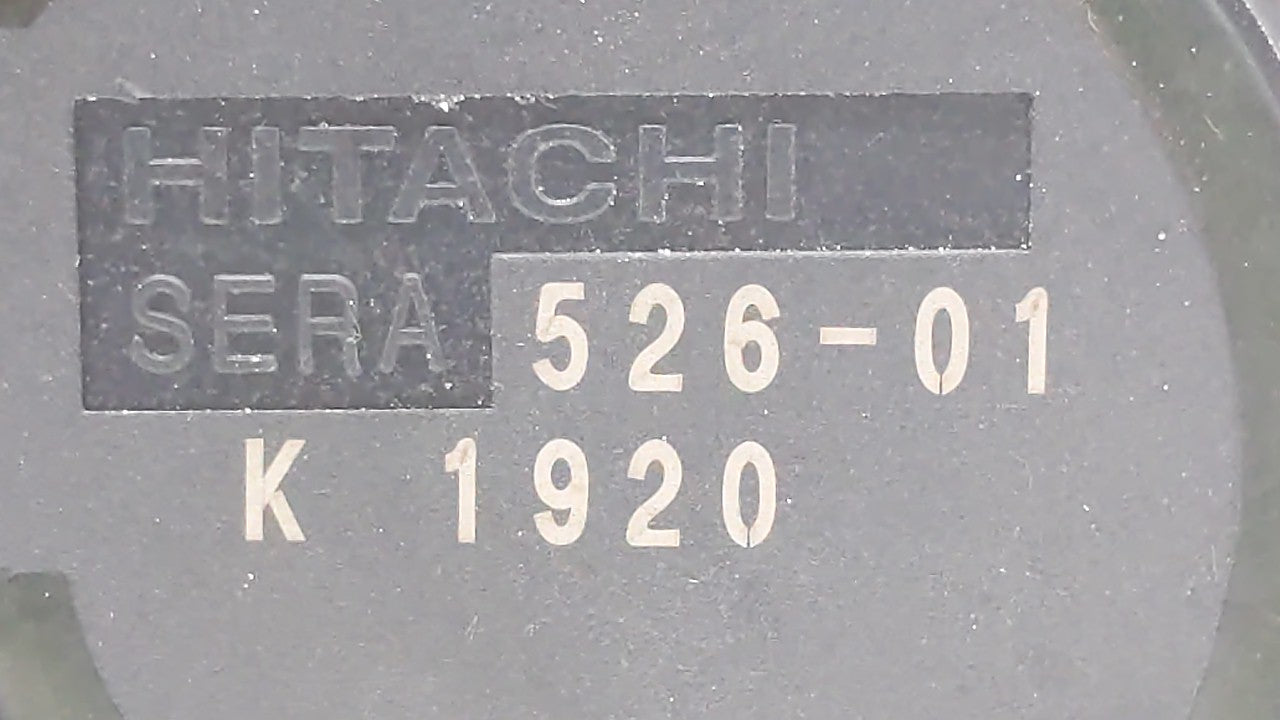 HITACHI
SERA 526-01
K 1920